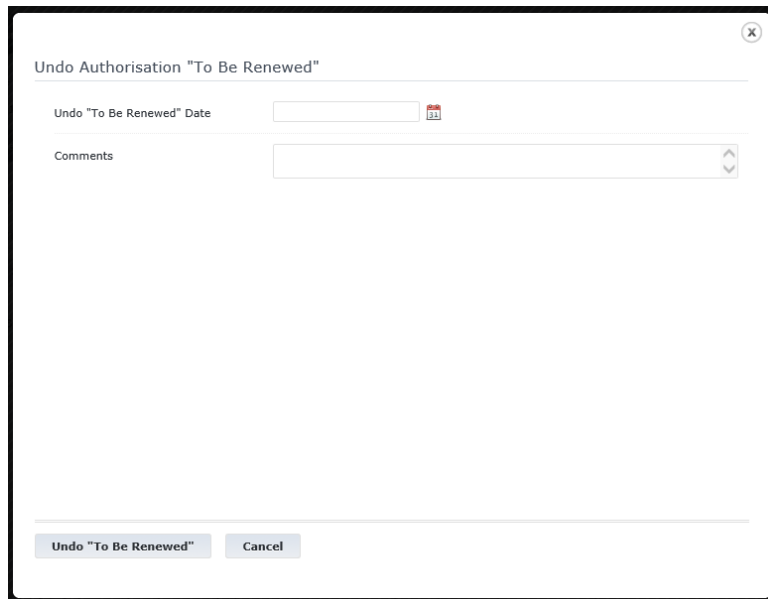 Undo Authorisation "To Be Renewed"
Undo "To Be Renewed" Date
31
Comments
Undo "To Be Renewed"
Cancel